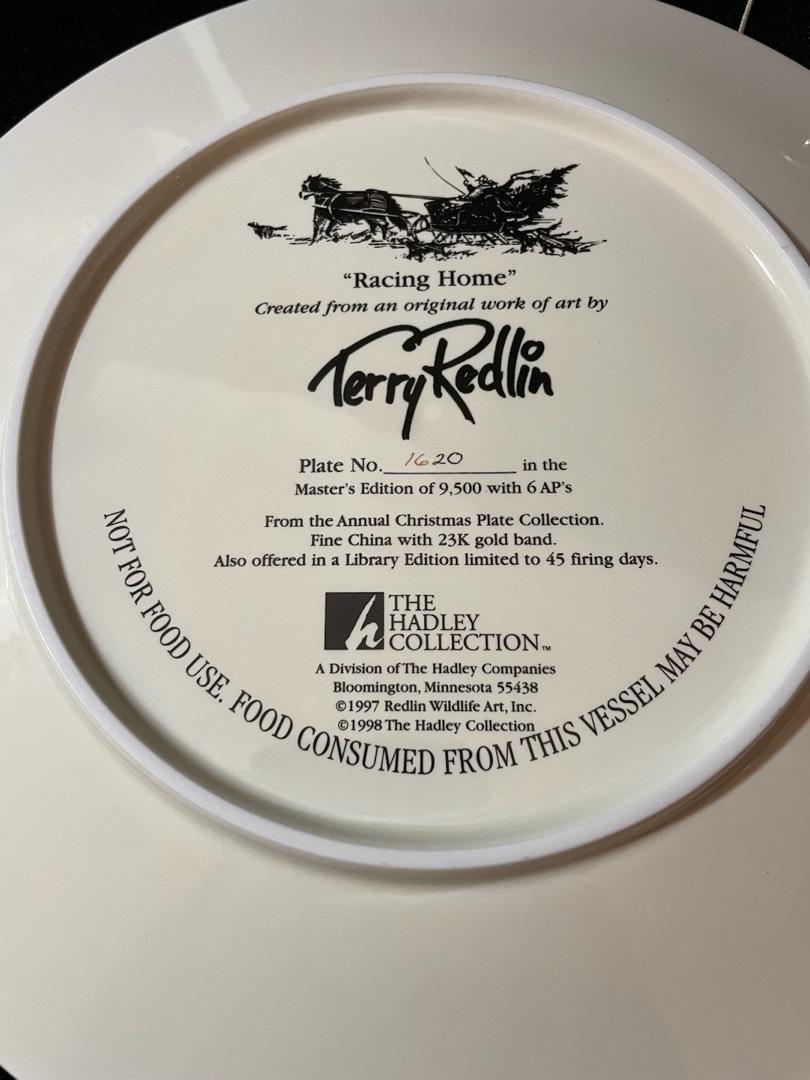 "Racing Home"
Created from an original work of art by
Terry Redlin
Plate No. 1620 in the
Master's Edition of 9,500 with 6 AP's
From the Annual Christmas Plate Collection.
Fine China with 23K gold band.
Also offered in a Library Edition limited to 45 firing days.
h THE
HADLEY
COLLECTION™
A Division of The Hadley Companies
Bloomington, Minnesota 55438
©1997 Redlin Wildlife Art, Inc.
©1998 The Hadley Collection
NOT FOR FOOD USE. FOOD CONSUMED FROM THIS VESSEL MAY BE HARMFUL